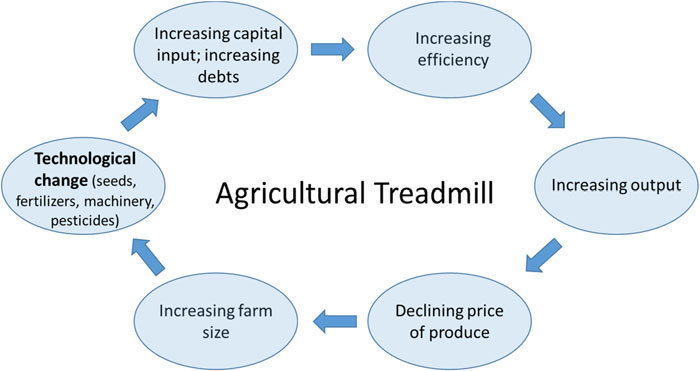 Increasing capital
input; increasing
debts
Increasing
efficiency
Technological
change (seeds,
fertilizers, machinery,
pesticides)
Agricultural Treadmill
Increasing output
Increasing farm
size
Declining price
of produce